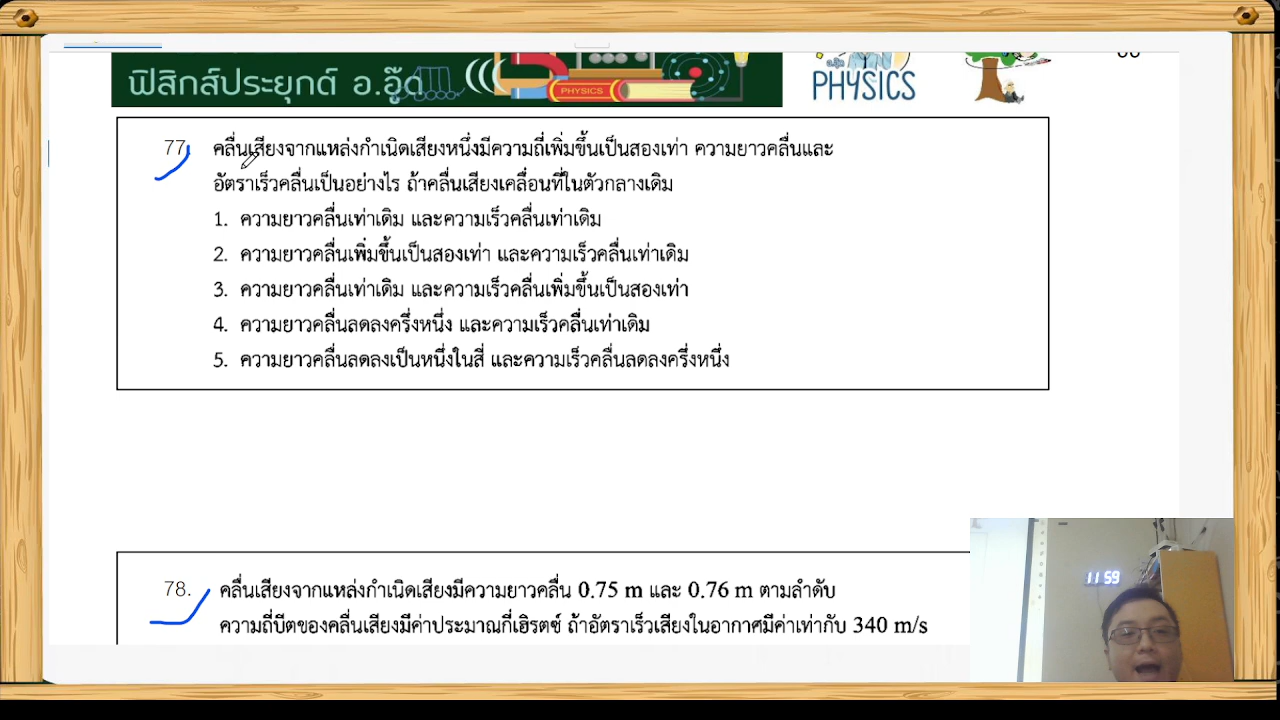 ฟิสิกส์ประยุกต์ อ.อู๊ด
PHYSICS
PHYSICS
77. คลื่นเสียงจากแหล่งกำเนิดเสียงหนึ่งมีความถี่เพิ่มขึ้นเป็นสองเท่า ความยาวคลื่นและ
อัตราเร็วคลื่นเป็นอย่างไร ถ้าคลื่นเสียงเคลื่อนที่ในตัวกลางเดิม
1. ความยาวคลื่นเท่าเดิม และความเร็วคลื่นเท่าเดิม
2. ความยาวคลื่นเพิ่มขึ้นเป็นสองเท่า และความเร็วคลื่นเท่าเดิม
3. ความยาวคลื่นเท่าเดิม และความเร็วคลื่นเพิ่มขึ้นเป็นสองเท่า
4. ความยาวคลื่นลดลงครึ่งหนึ่ง และความเร็วคลื่นเท่าเดิม
5. ความยาวคลื่นลดลงเป็นหนึ่งในสี่ และความเร็วคลื่นลดลงครึ่งหนึ่ง
78. คลื่นเสียงจากแหล่งกำเนิดเสียงมีความยาวคลื่น 0.75 m และ 0.76 m ตามลำดับ
ความถี่บีตของคลื่นเสียงมีค่าประมาณกี่เฮิรตซ์ ถ้าอัตราเร็วเสียงในอากาศมีค่าเท่ากับ 340 m/s
11:59